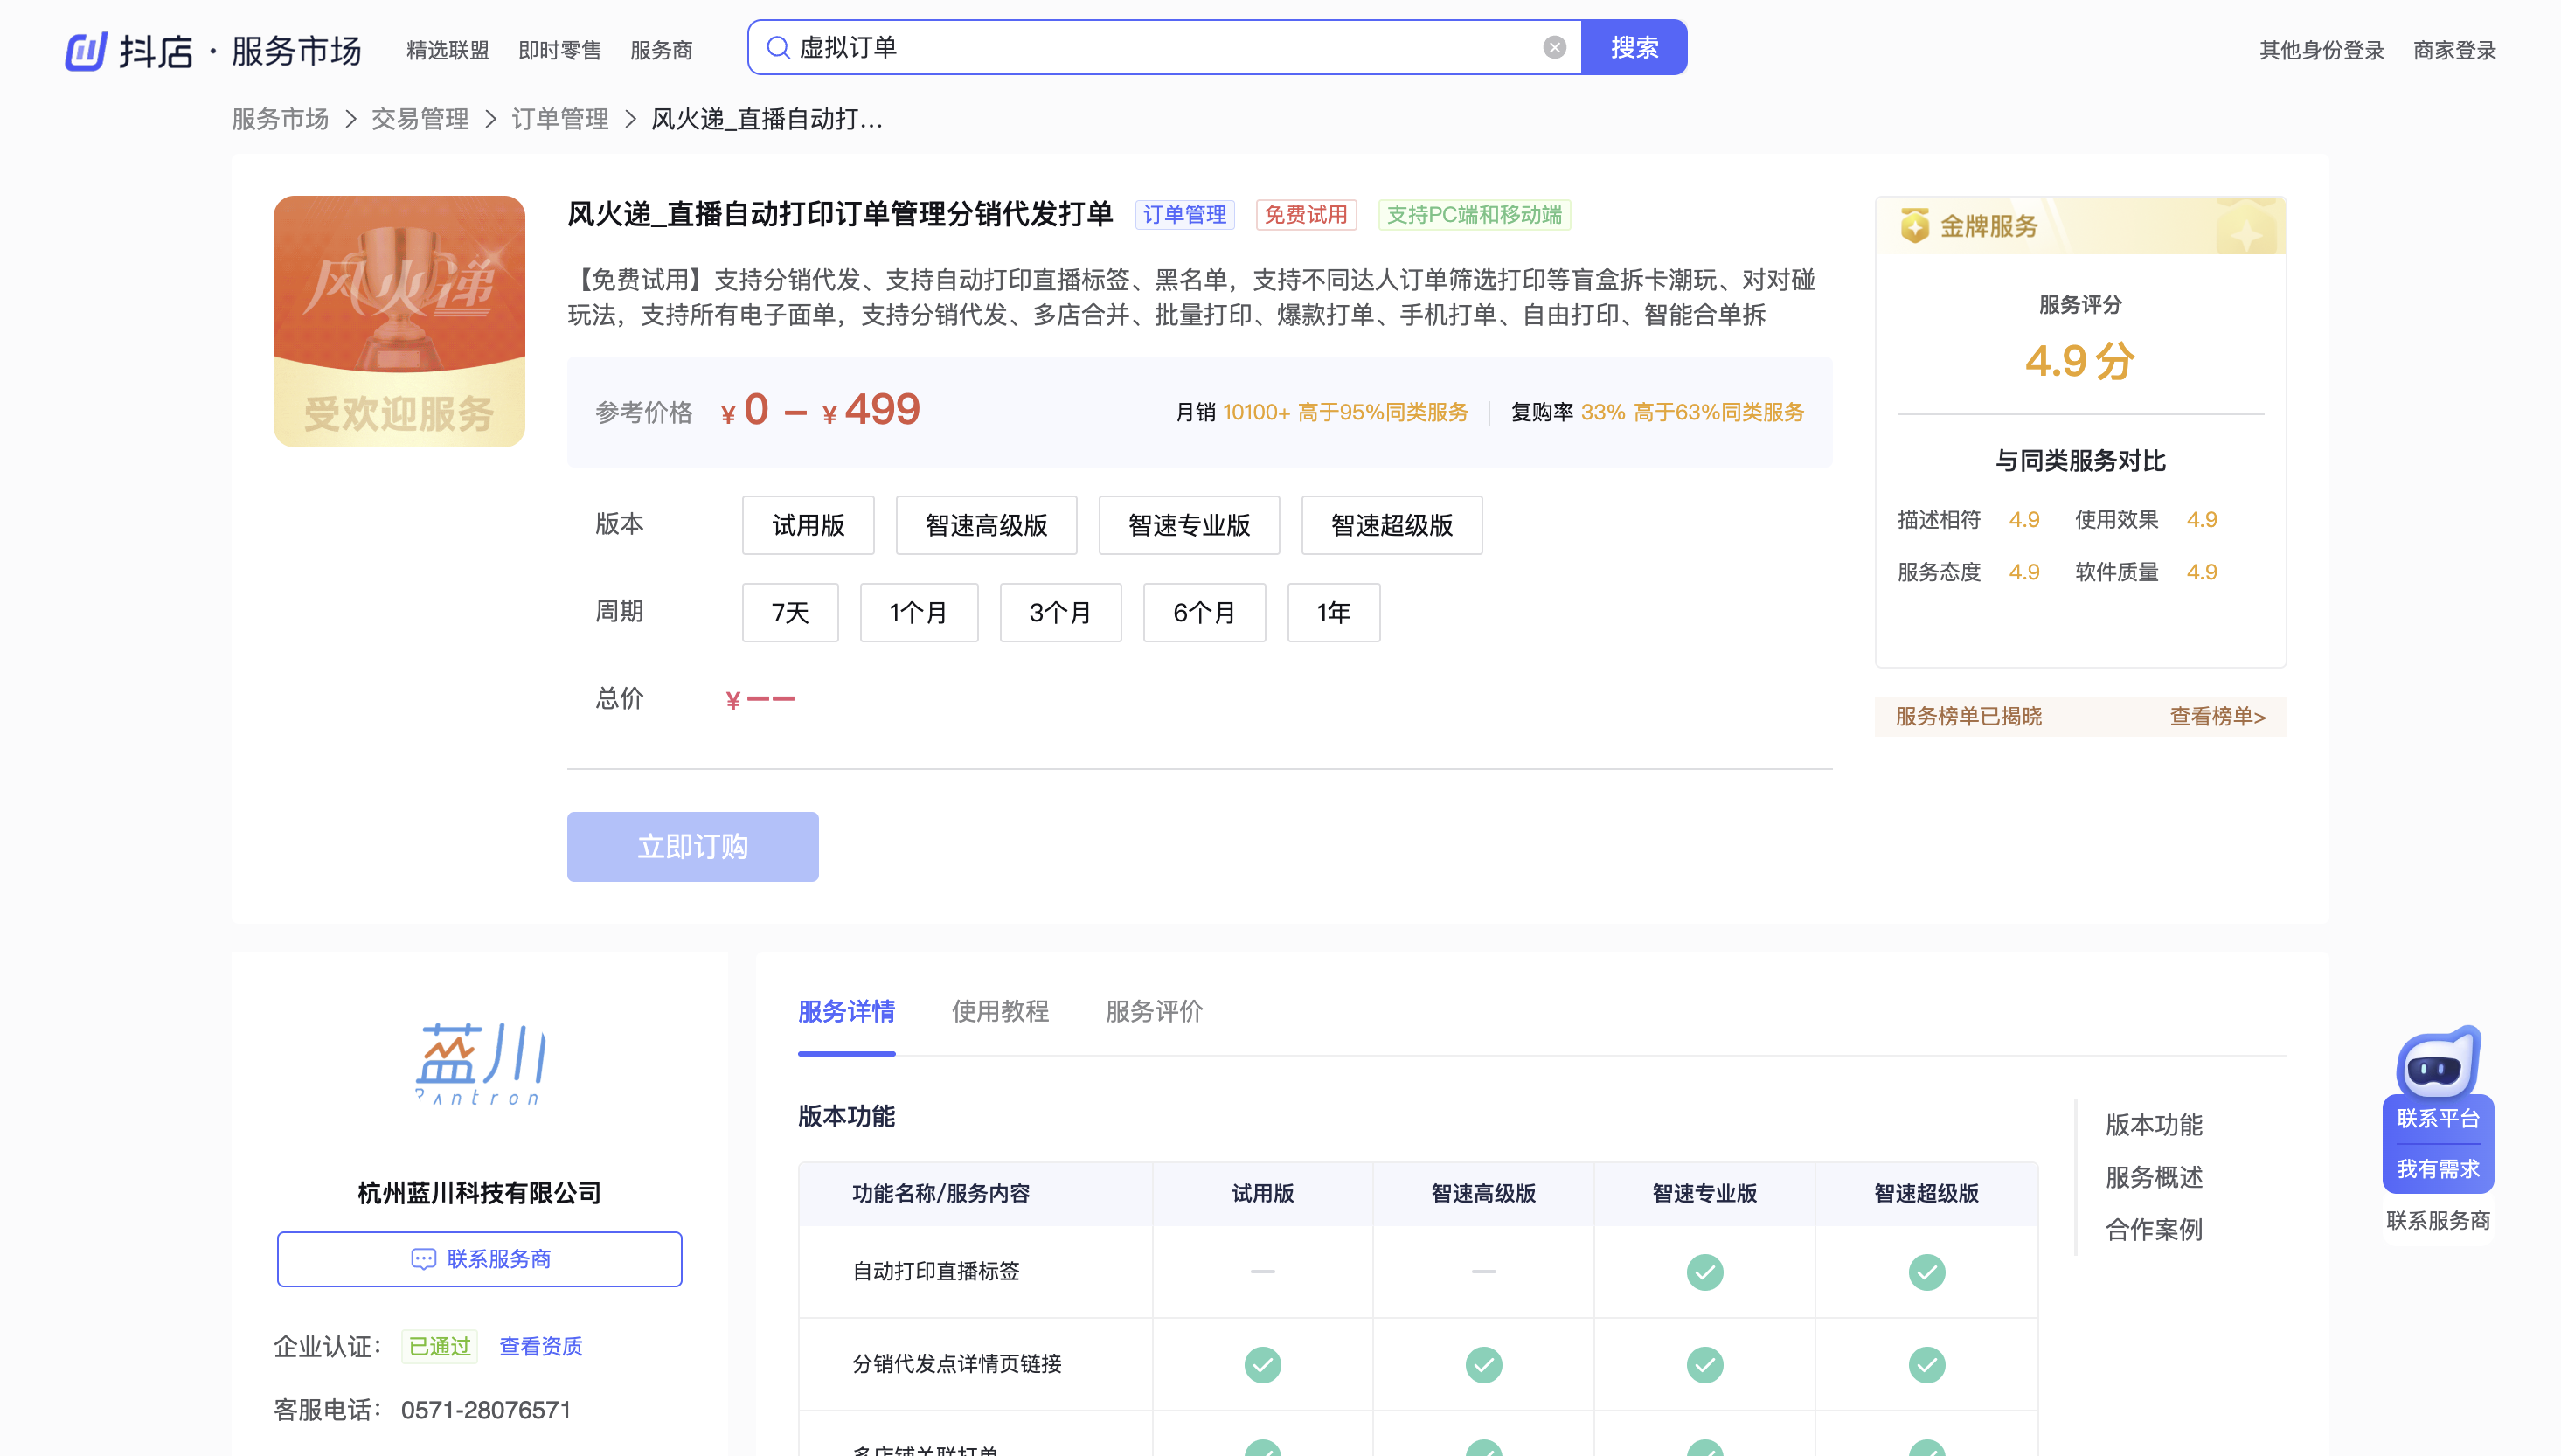 抖店 · 服务市场 精选联盟 即时零售 服务商 虚拟订单 搜索 其他身份登录 商家登录
服务市场 > 交易管理 > 订单管理 > 风火递_直播自动打...
风火递
受欢迎服务
风火递_直播自动打印订单管理分销代发打单 订单管理 免费试用 支持PC端和移动端
【免费试用】支持分销代发、支持自动打印直播标签、黑名单，支持不同达人订单筛选打印等盲盒拆卡潮玩、对对碰
玩法，支持所有电子面单，支持分销代发、多店合并、批量打印、爆款打单、手机打单、自由打印、智能合单拆
参考价格 ¥0 – ¥499 月销 10100+ 高于95%同类服务 复购率 33% 高于63%同类服务
版本 试用版 智速高级版 智速专业版 智速超级版
周期 7天 1个月 3个月 6个月 1年
总价 ¥——
立即订购
金牌服务
服务评分
4.9分
与同类服务对比
描述相符 4.9 使用效果 4.9
服务态度 4.9 软件质量 4.9
服务榜单已揭晓 查看榜单>
蓝川
Pantron
杭州蓝川科技有限公司
联系服务商
企业认证： 已通过 查看资质
客服电话： 0571-28076571
服务详情 使用教程 服务评价
版本功能
功能名称/服务内容 试用版 智速高级版 智速专业版 智速超级版
自动打印直播标签 — —
分销代发点详情页链接
多店铺关联打单
版本功能
服务概述
合作案例
联系平台
我有需求
联系服务商